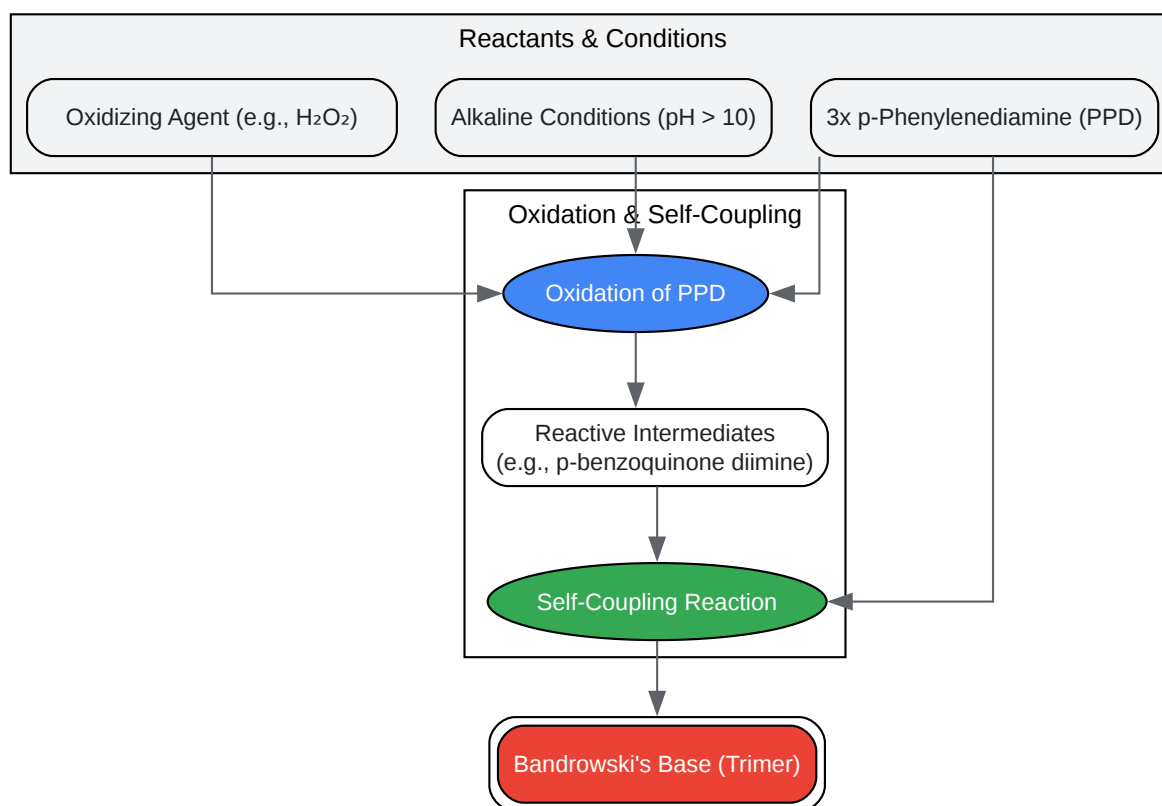 Reactants & Conditions
Oxidizing Agent (e.g., H₂O₂)
Alkaline Conditions (pH > 10)
3x p-Phenylenediamine (PPD)
Oxidation & Self-Coupling
Oxidation of PPD
Reactive Intermediates
(e.g., p-benzoquinone diimine)
Self-Coupling Reaction
Bandrowski's Base (Trimer)